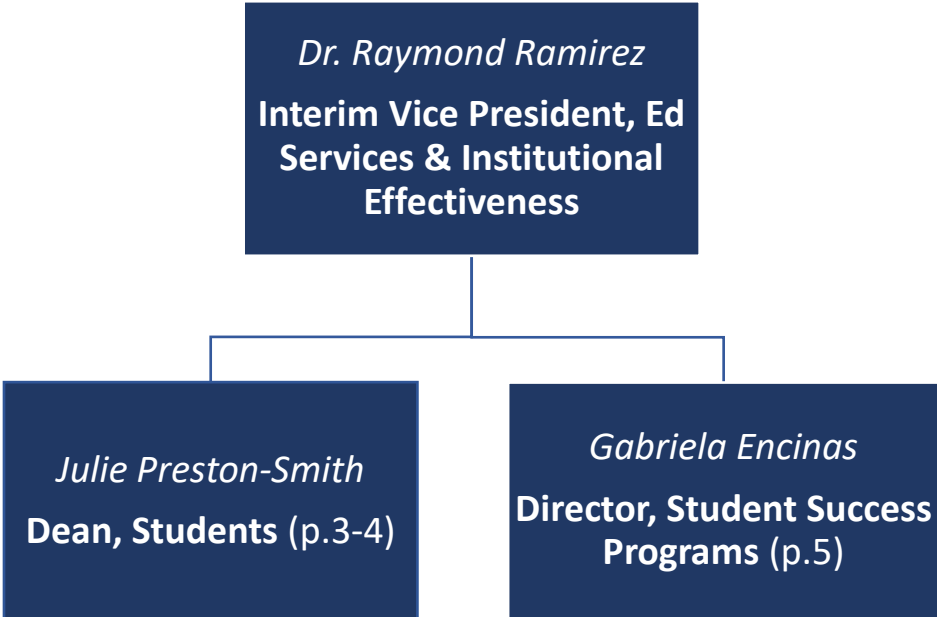 Dr. Raymond Ramirez
Interim Vice President, Ed
Services & Institutional
Effectiveness
Julie Preston-Smith
Dean, Students (p.3-4)
Gabriela Encinas
Director, Student Success
Programs (p.5)